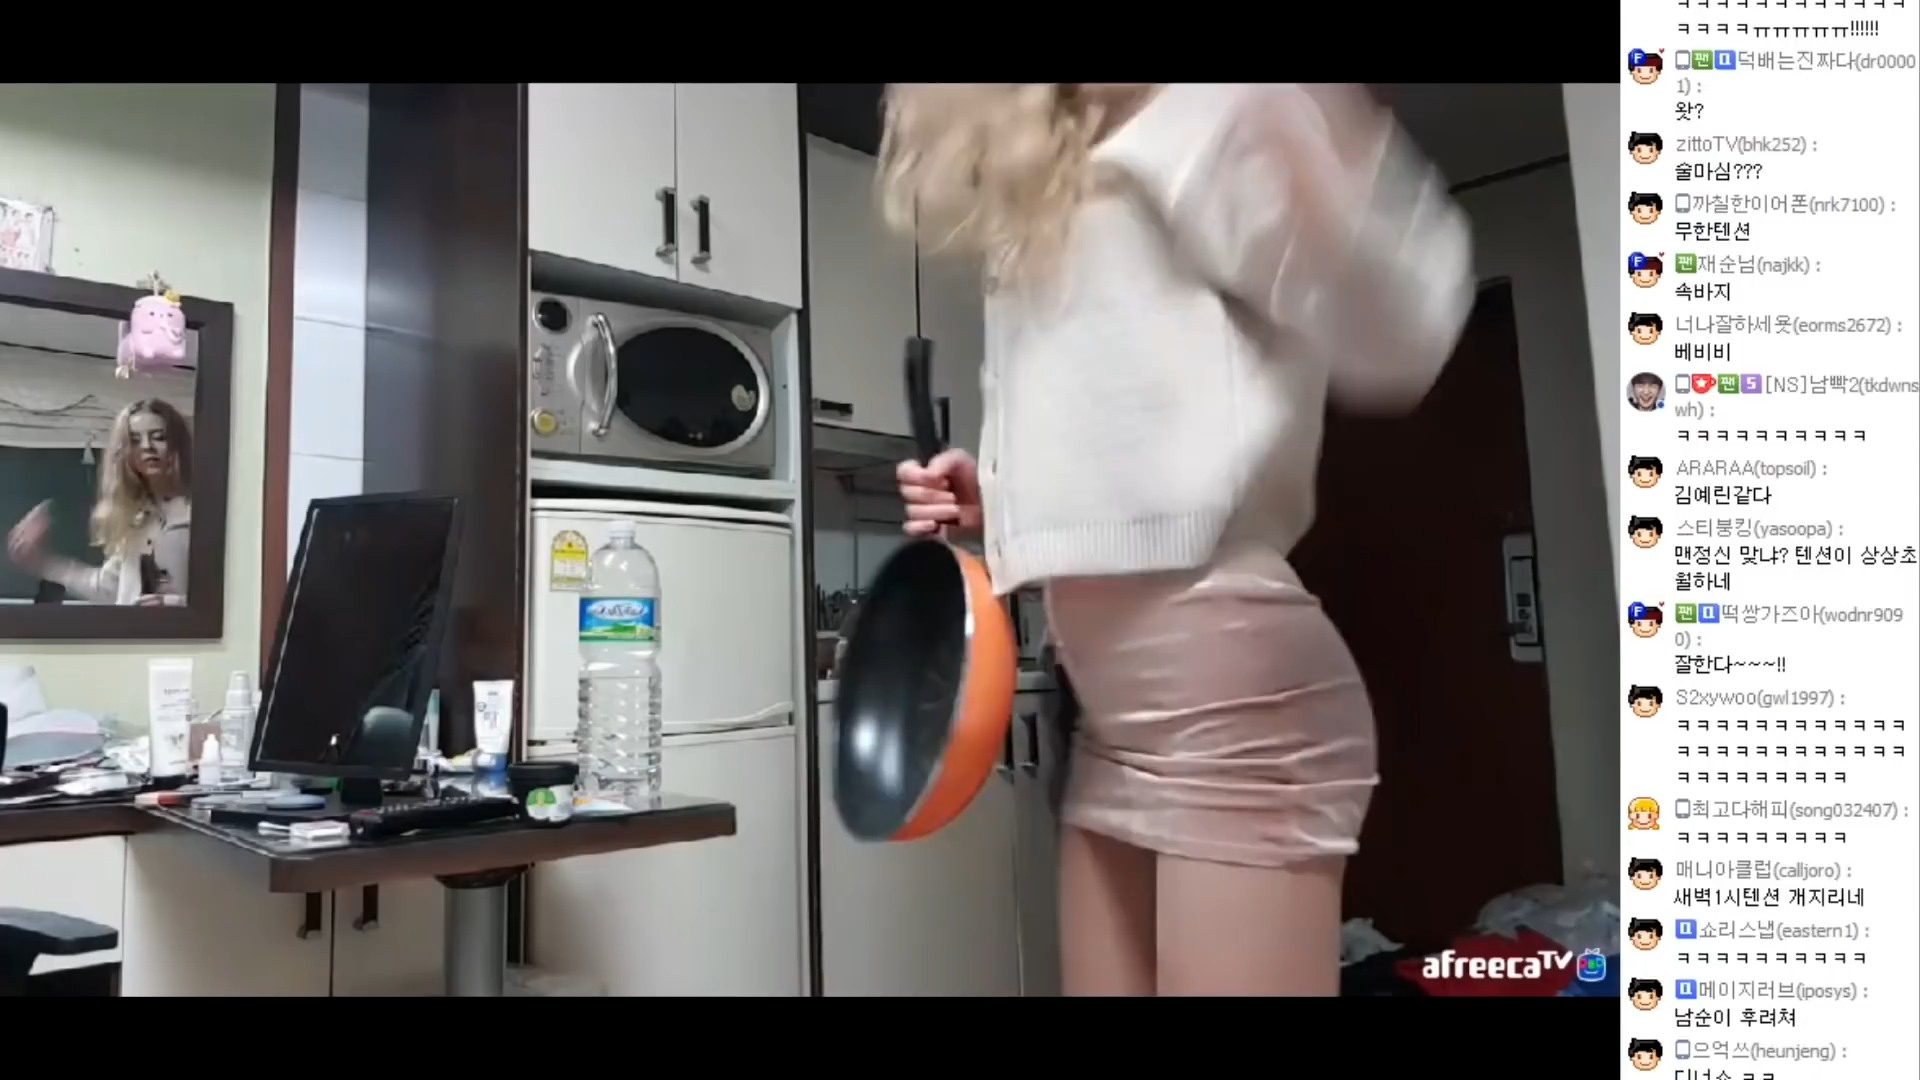 ㅋㅋㅋㅋㅠㅠㅠㅠㅠ!!!!!!
팬 덕배는진짜다(dr0000
1) :
왓?
zittoTV(bhk252) :
술마심???
까칠한이어폰(nrk7100) :
무한텐션
팬 재순님(najkk) :
속바지
너나잘하세욧(eorms2672) :
베비비
팬 S [NS]남빡2(tkdwns
wh) :
ㅋㅋㅋㅋㅋㅋㅋㅋㅋㅋ
ARARAA(topsoil) :
김예린같다
스티붕킹(yasoopa) :
맨정신 맞냐? 텐션이 상상초
월하네
팬 떡쌍가즈아(wodnr909
0) :
잘한다~~~!!
S2xywoo(gwl1997) :
ㅋㅋㅋㅋㅋㅋㅋㅋㅋㅋㅋㅋ
ㅋㅋㅋㅋㅋㅋㅋㅋㅋㅋㅋㅋ
ㅋㅋㅋㅋㅋㅋㅋㅋㅋ
최고다해피(song032407) :
ㅋㅋㅋㅋㅋㅋㅋㅋㅋ
매니아클럽(calljoro) :
새벽1시텐션 개지리네
쇼리스냅(eastern1) :
ㅋㅋㅋㅋㅋㅋㅋㅋㅋㅋ
메이지러브(iposys) :
남순이 후려쳐
으억쓰(heunjeng) :
afreecaTV